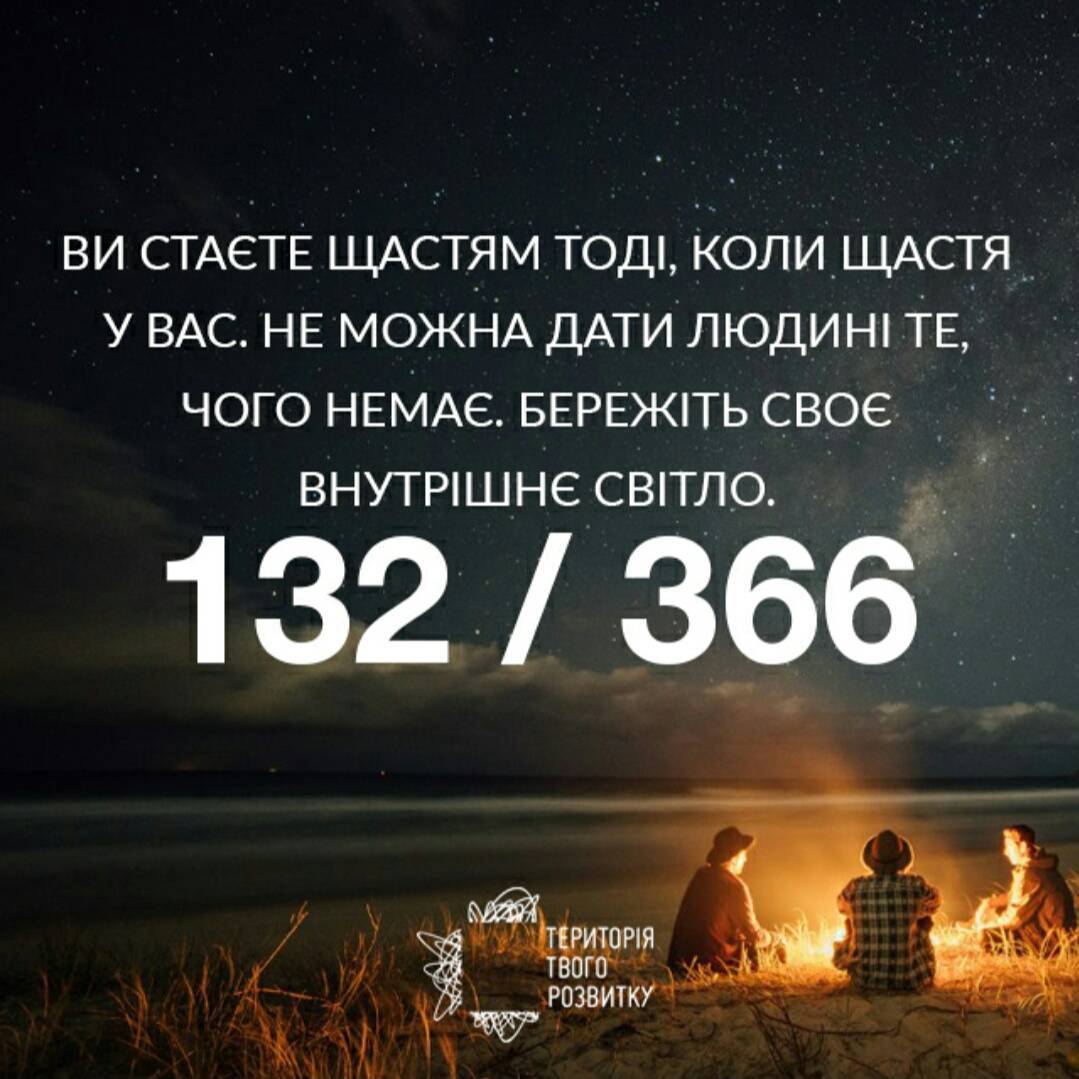 ВИ СТАЄТЕ ЩАСТЯМ ТОДІ, КОЛИ ЩАСТЯ
У ВАС. НЕ МОЖНА ДАТИ ЛЮДИНІ ТЕ,
ЧОГО НЕМАЄ. БЕРЕЖІТЬ СВОЄ
ВНУТРІШНЄ СВІТЛО.
132 / 366
ТЕРИТОРІЯ
ТВОГО
РОЗВИТКУ